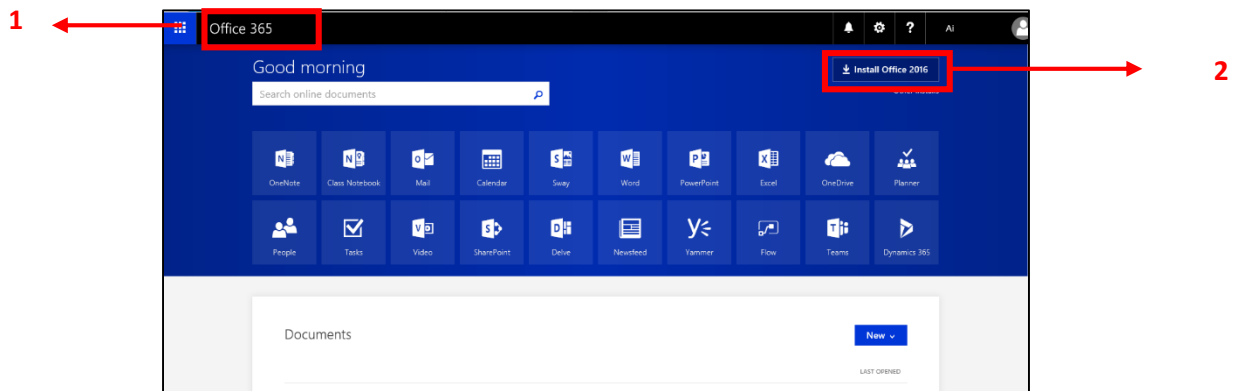 1
Office 365
?
Ai
Good morning
Install Office 2016
2
Search online documents
OneNote Class Notebook Mail Calendar Sway Word PowerPoint Excel OneDrive Planner
People Tasks Video SharePoint Delve Newsfeed Yammer Flow Teams Dynamics 365
Documents
New
LAST OPENED